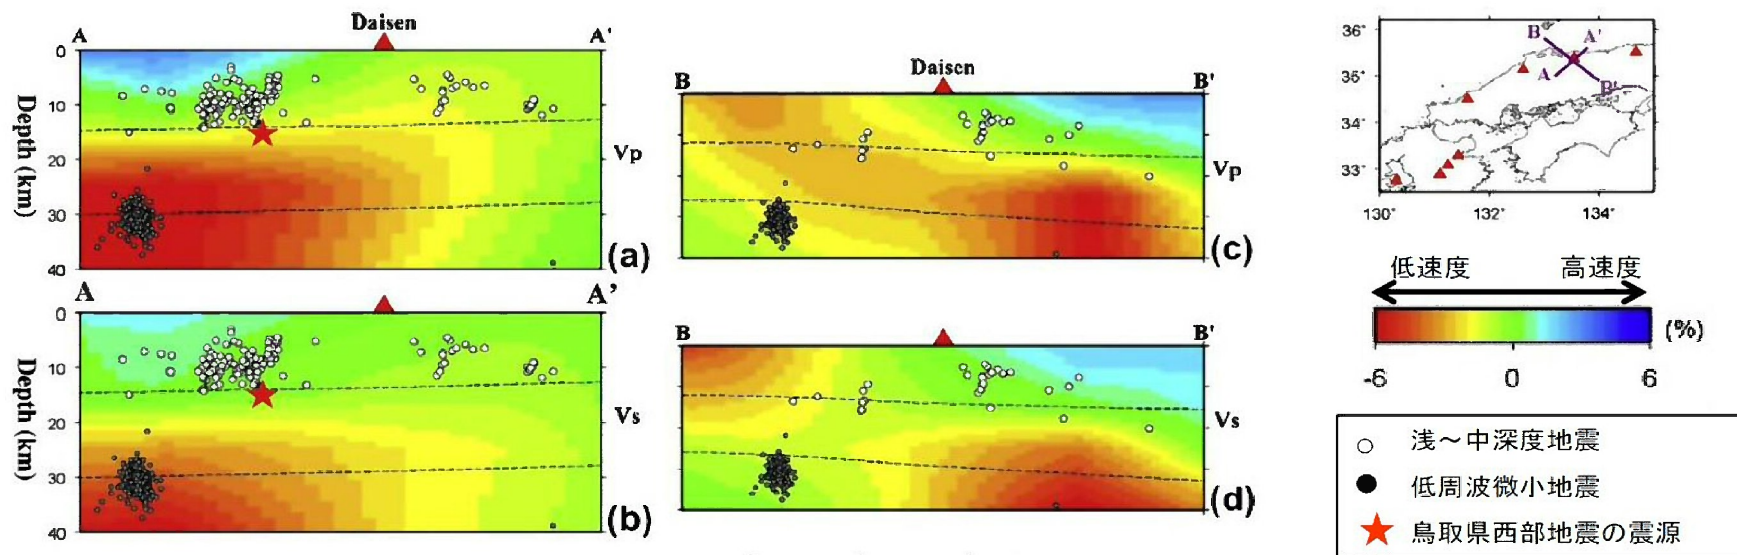 A Daisen A'
0
10
20
30
40
Depth (km)
Vp
(a)
A A'
0
10
20
30
40
Depth (km)
Vs
(b)
B Daisen B'
Vp
(c)
B B'
Vs
(d)
36°
35°
34°
33°
130° 132° 134°
B A'
A B'
低速度 高速度
(%)
-6 0 6
浅～中深度地震
低周波微小地震
鳥取県西部地震の震源